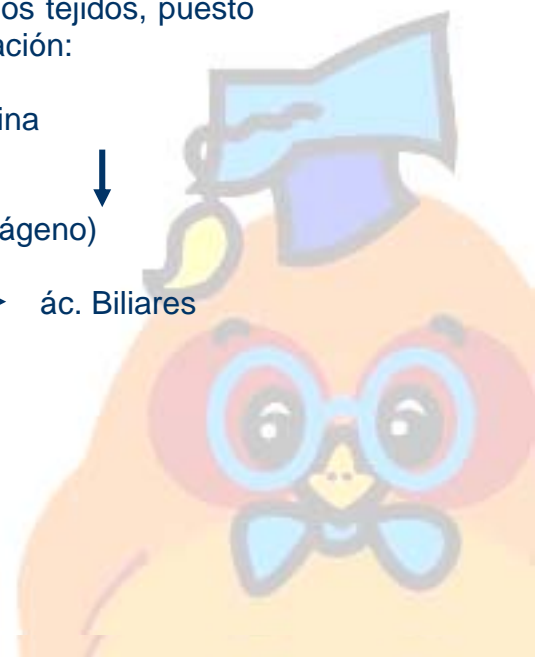 os tejidos, puesto
ación:
ina
ágeno)
ác. Biliares